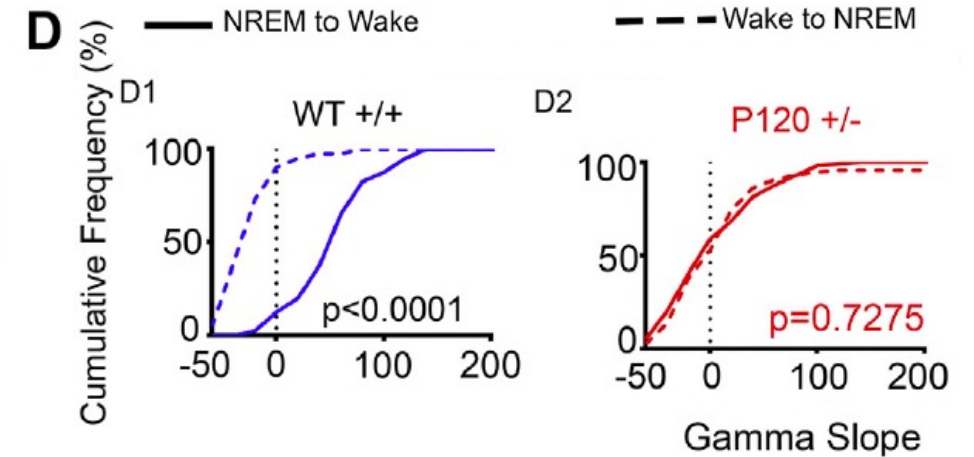 D
NREM to Wake
Wake to NREM
Cumulative Frequency (%)
D1
WT +/+
100
50
0
p<0.0001
-50 0 100 200
D2
P120 +/-
100
50
0
p=0.7275
-50 0 100 200
Gamma Slope